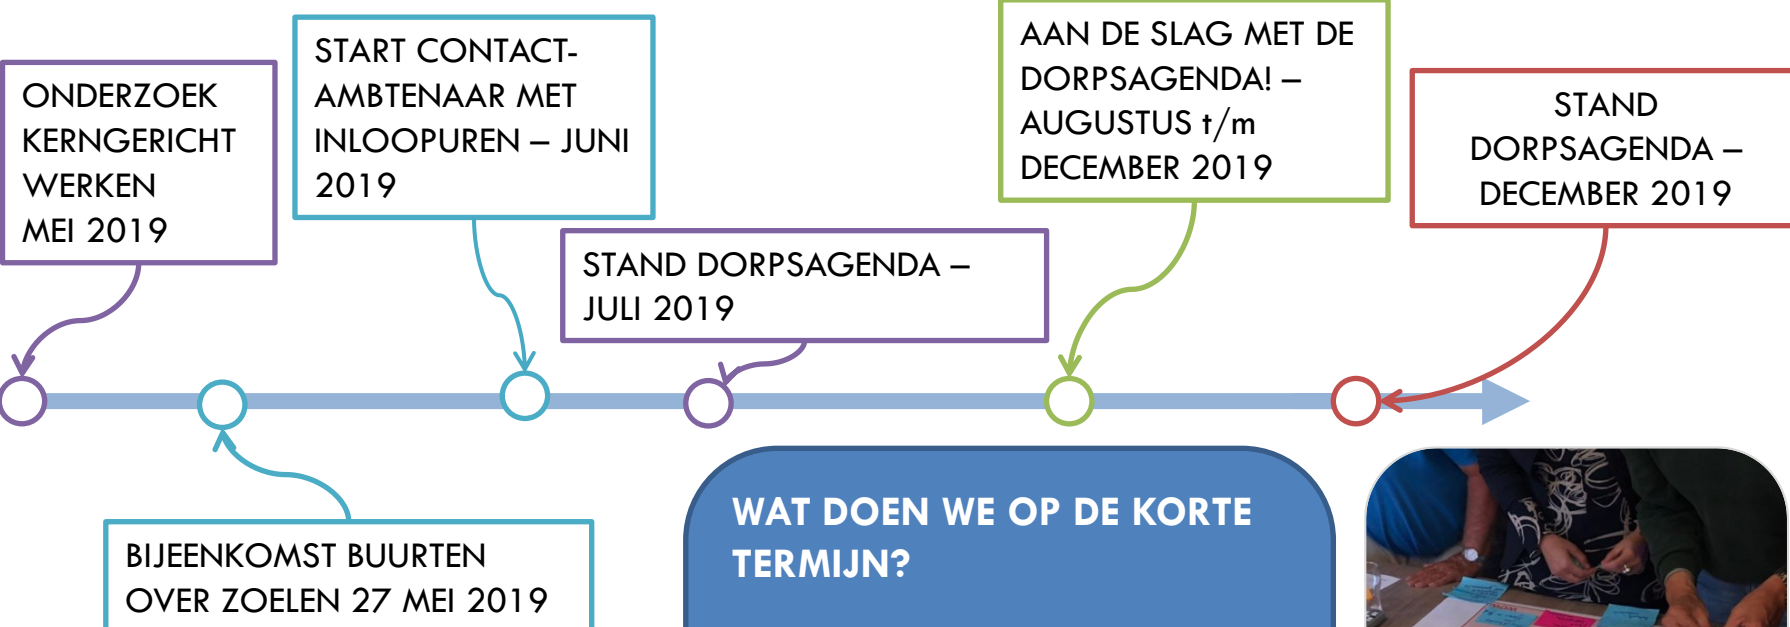 ONDERZOEK
KERNGERICHT
WERKEN
MEI 2019
START CONTACT-
AMBTENAAR MET
INLOOPUREN – JUNI
2019
STAND DORPSAGENDA –
JULI 2019
AAN DE SLAG MET DE
DORPSAGENDA! –
AUGUSTUS t/m
DECEMBER 2019
STAND
DORPSAGENDA –
DECEMBER 2019
BIJEENKOMST BUURTEN
OVER ZOELEN 27 MEI 2019
WAT DOEN WE OP DE KORTE
TERMIJN?